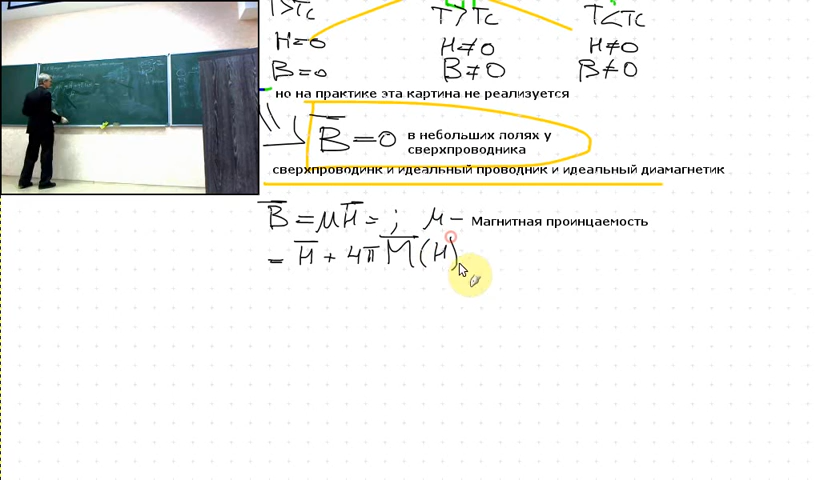 T>Tc T>Tc T<Tc
H=0 H≠0 H≠0
B=0 B≠0 B≠0
но на практике эта картина не реализуется
B=0 в небольших полях у
сверхпроводника
сверхпроводинк и идеальный проводник и идеальный диамагнетик
B = μH = ; μ – Магнитная проинцаемость
= H + 4π M(H)